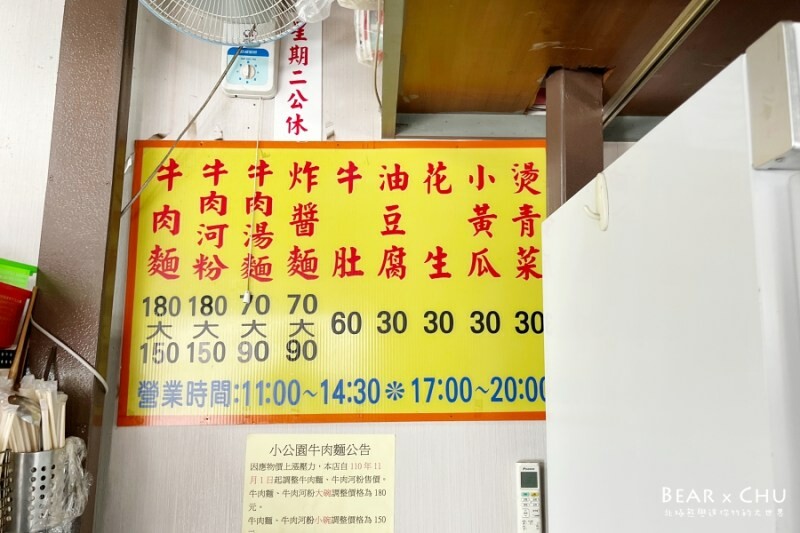 星期二公休
牛肉麵 180 大 150
牛肉河粉 180 大 150
牛肉湯麵 70 大 90
炸醬麵 70 大 90
牛肚 60
油豆腐 30
花生 30
小黃瓜 30
燙青菜 30
營業時間:11:00~14:30＊17:00~20:00
小公園牛肉麵公告
因應物價上漲壓力，本店自110年11
月1日起調整牛肉麵、牛肉河粉售價。
牛肉麵、牛肉河粉大碗調整價格為180
元。
牛肉麵、牛肉河粉小碗調整價格為150
BEAR x CHU